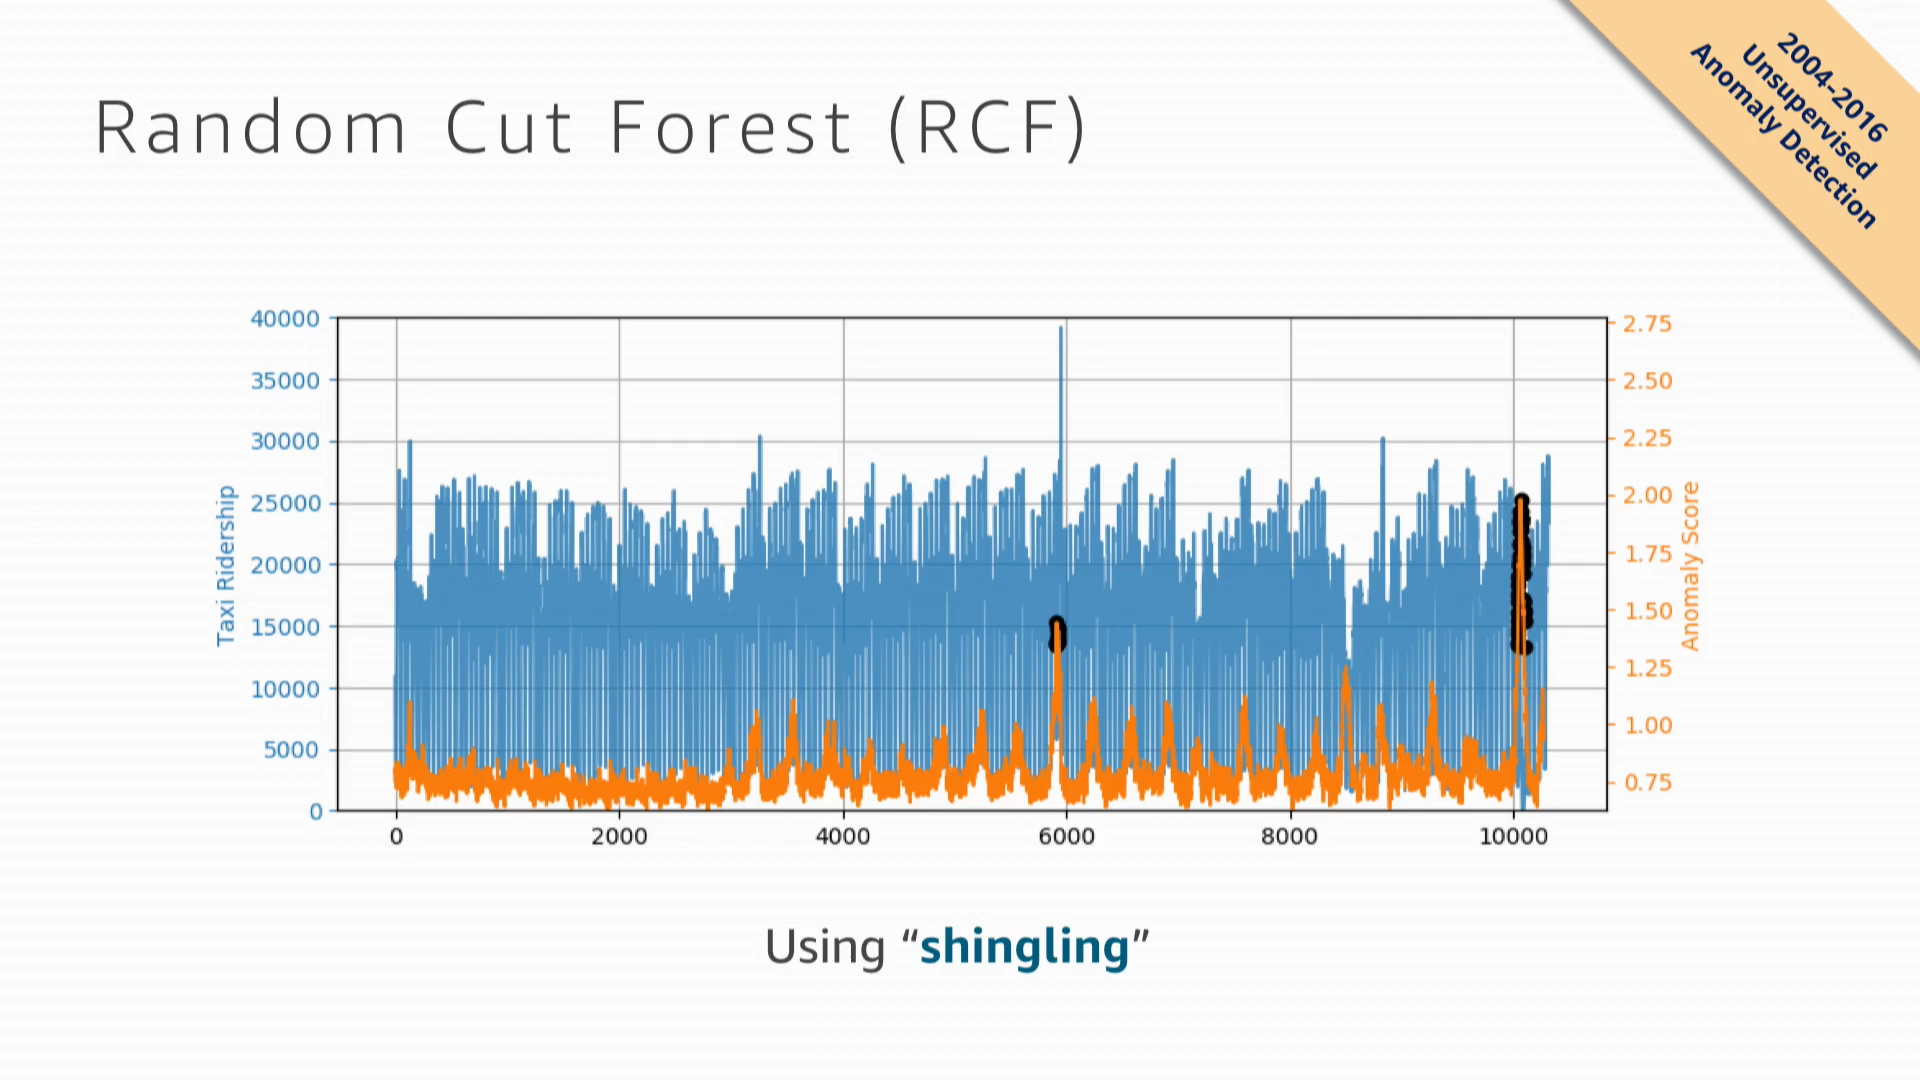 Random Cut Forest (RCF)
2004-2016
Unsupervised
Anomaly Detection
40000
35000
30000
25000
20000
15000
10000
5000
0
Taxi Ridership
2.75
2.50
2.25
2.00
1.75
1.50
1.25
1.00
0.75
Anomaly Score
0 2000 4000 6000 8000 10000
Using “shingling”